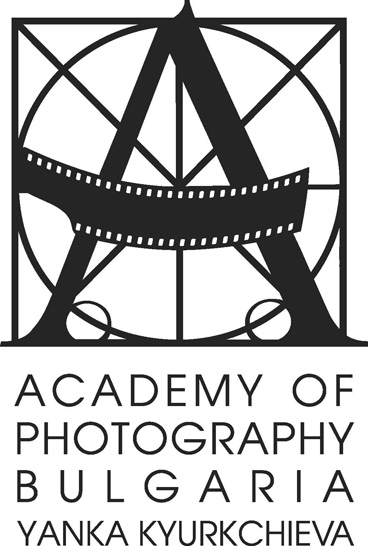 ACADEMY OF
PHOTOGRAPHY
BULGARIA
YANKA KYURKCHIEVA